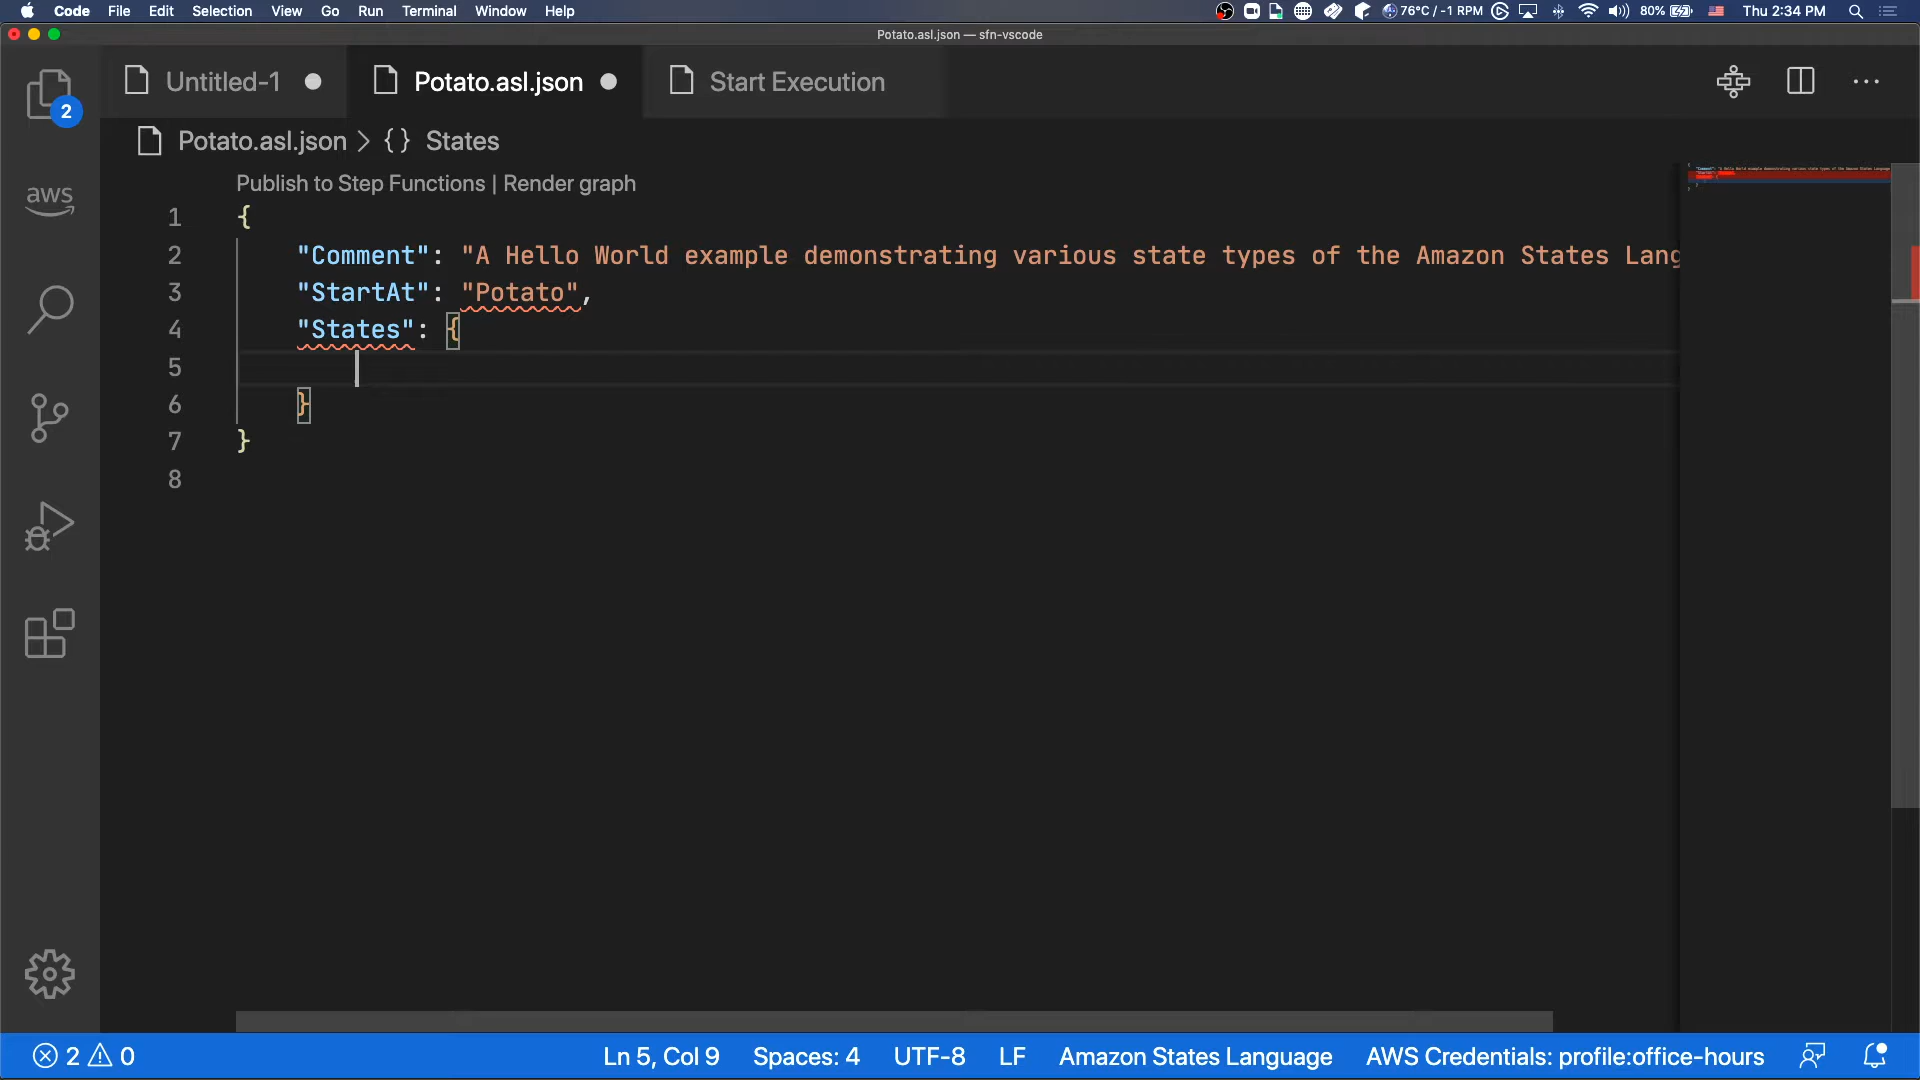 Code File Edit Selection View Go Run Terminal Window Help 76°C / -1 RPM 80% Thu 2:34 PM
Potato.asl.json — sfn-vscode
2 Untitled-1 Potato.asl.json Start Execution
Potato.asl.json > {} States
aws
Publish to Step Functions | Render graph
1 {
2 "Comment": "A Hello World example demonstrating various state types of the Amazon States Lang
3 "StartAt": "Potato",
4 "States": {
5
6 }
7 }
8
2 0 Ln 5, Col 9 Spaces: 4 UTF-8 LF Amazon States Language AWS Credentials: profile:office-hours